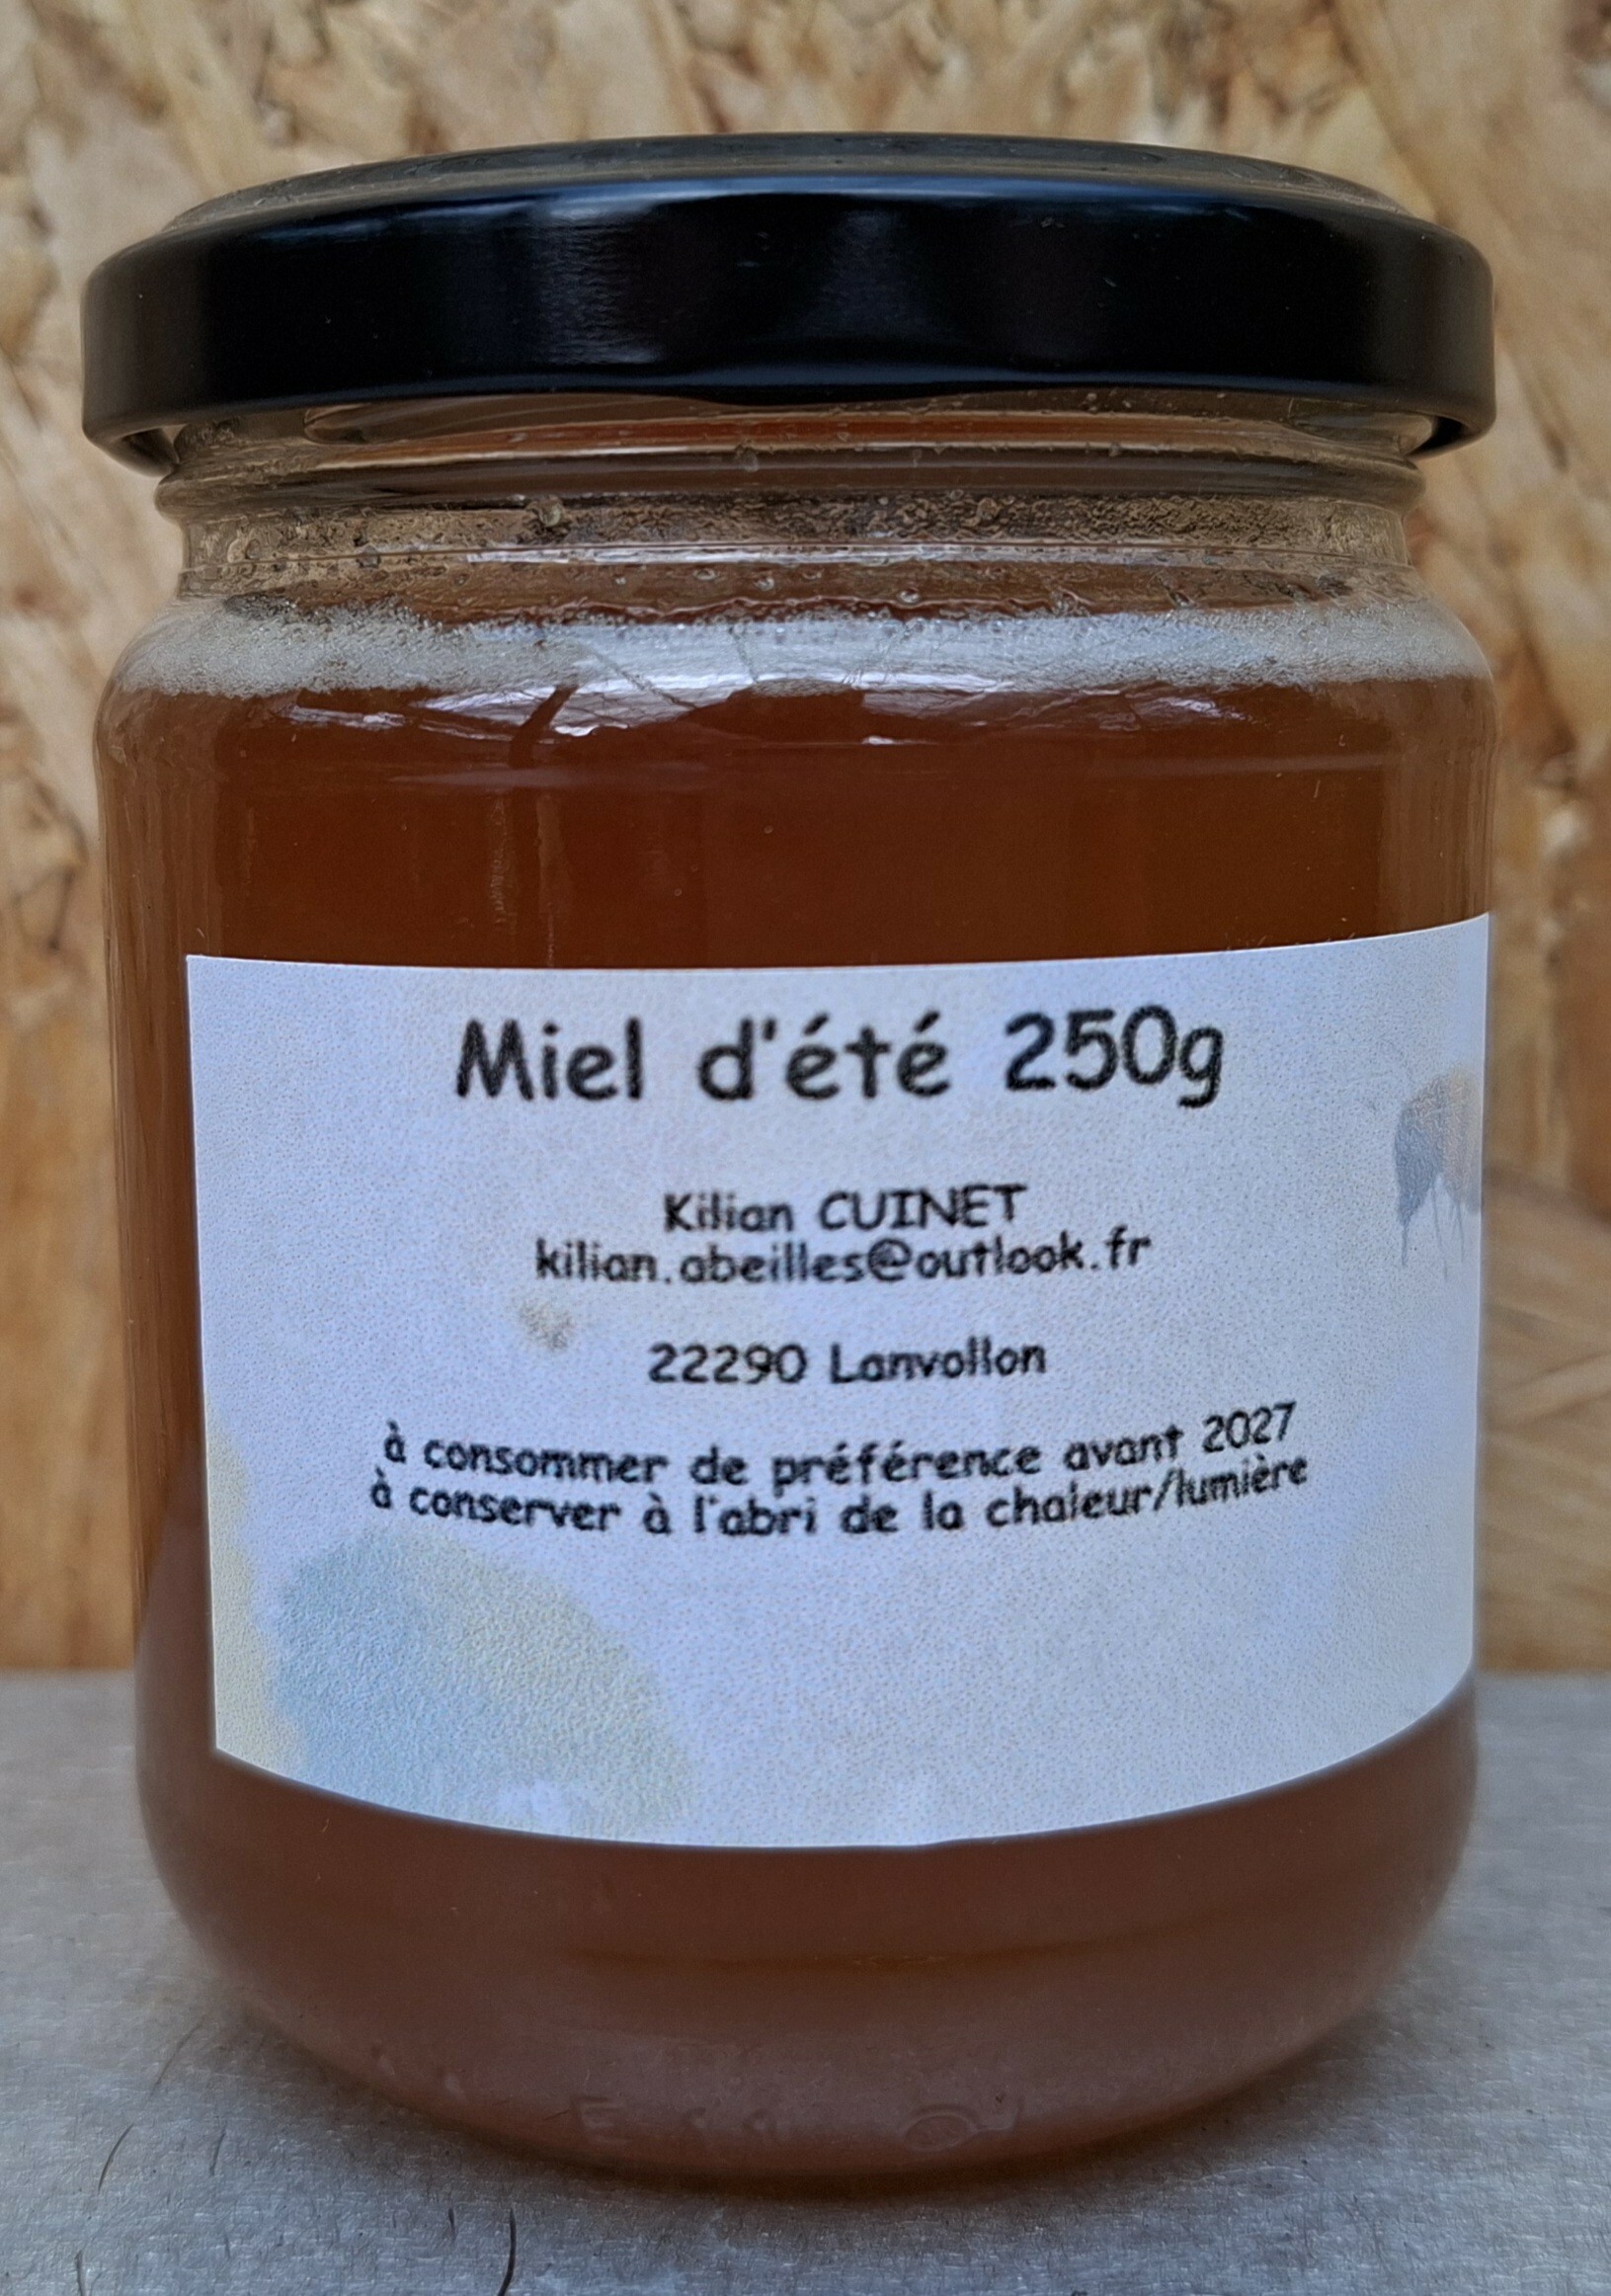 Miel d'été 250g
Kilian CUINET
kilian.abeilles@outlook.fr
22290 Lanvollon
à consommer de préférence avant 2027
à conserver à l'abri de la chaleur/lumière